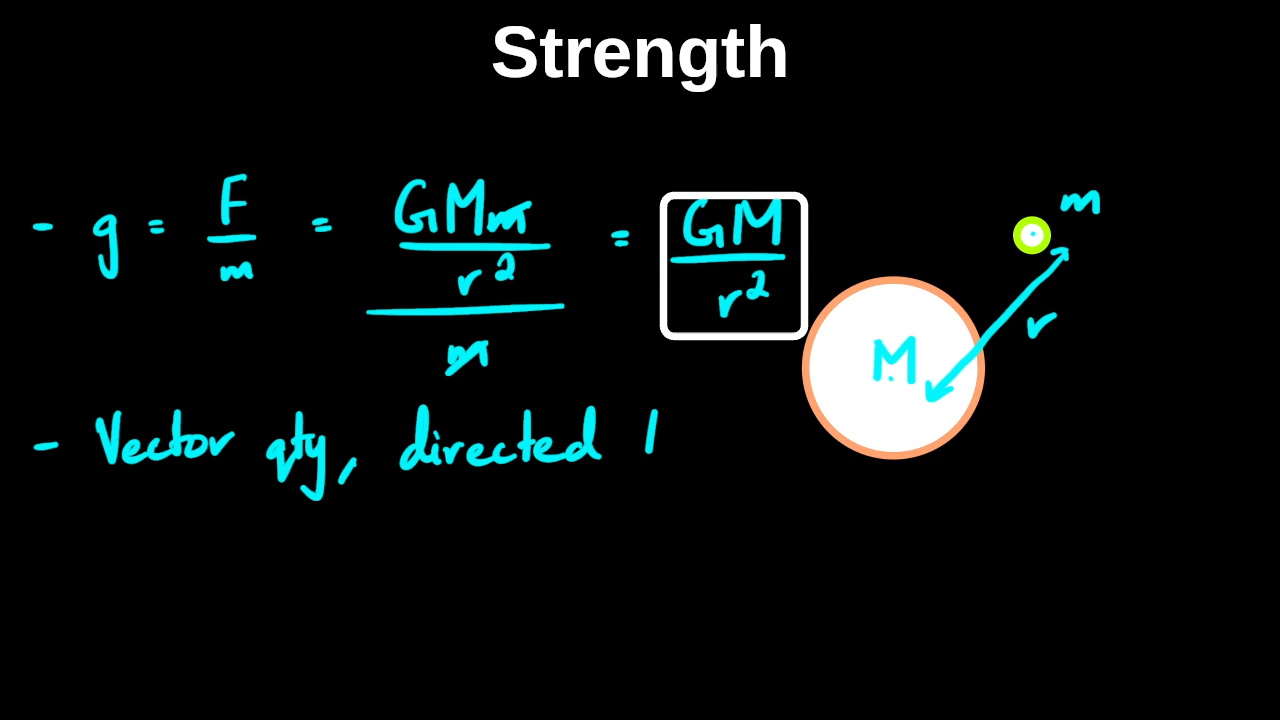 Strength
- g = F/m = (GMm/r²)/m = GM/r²
m
r
M
- Vector qty, directed